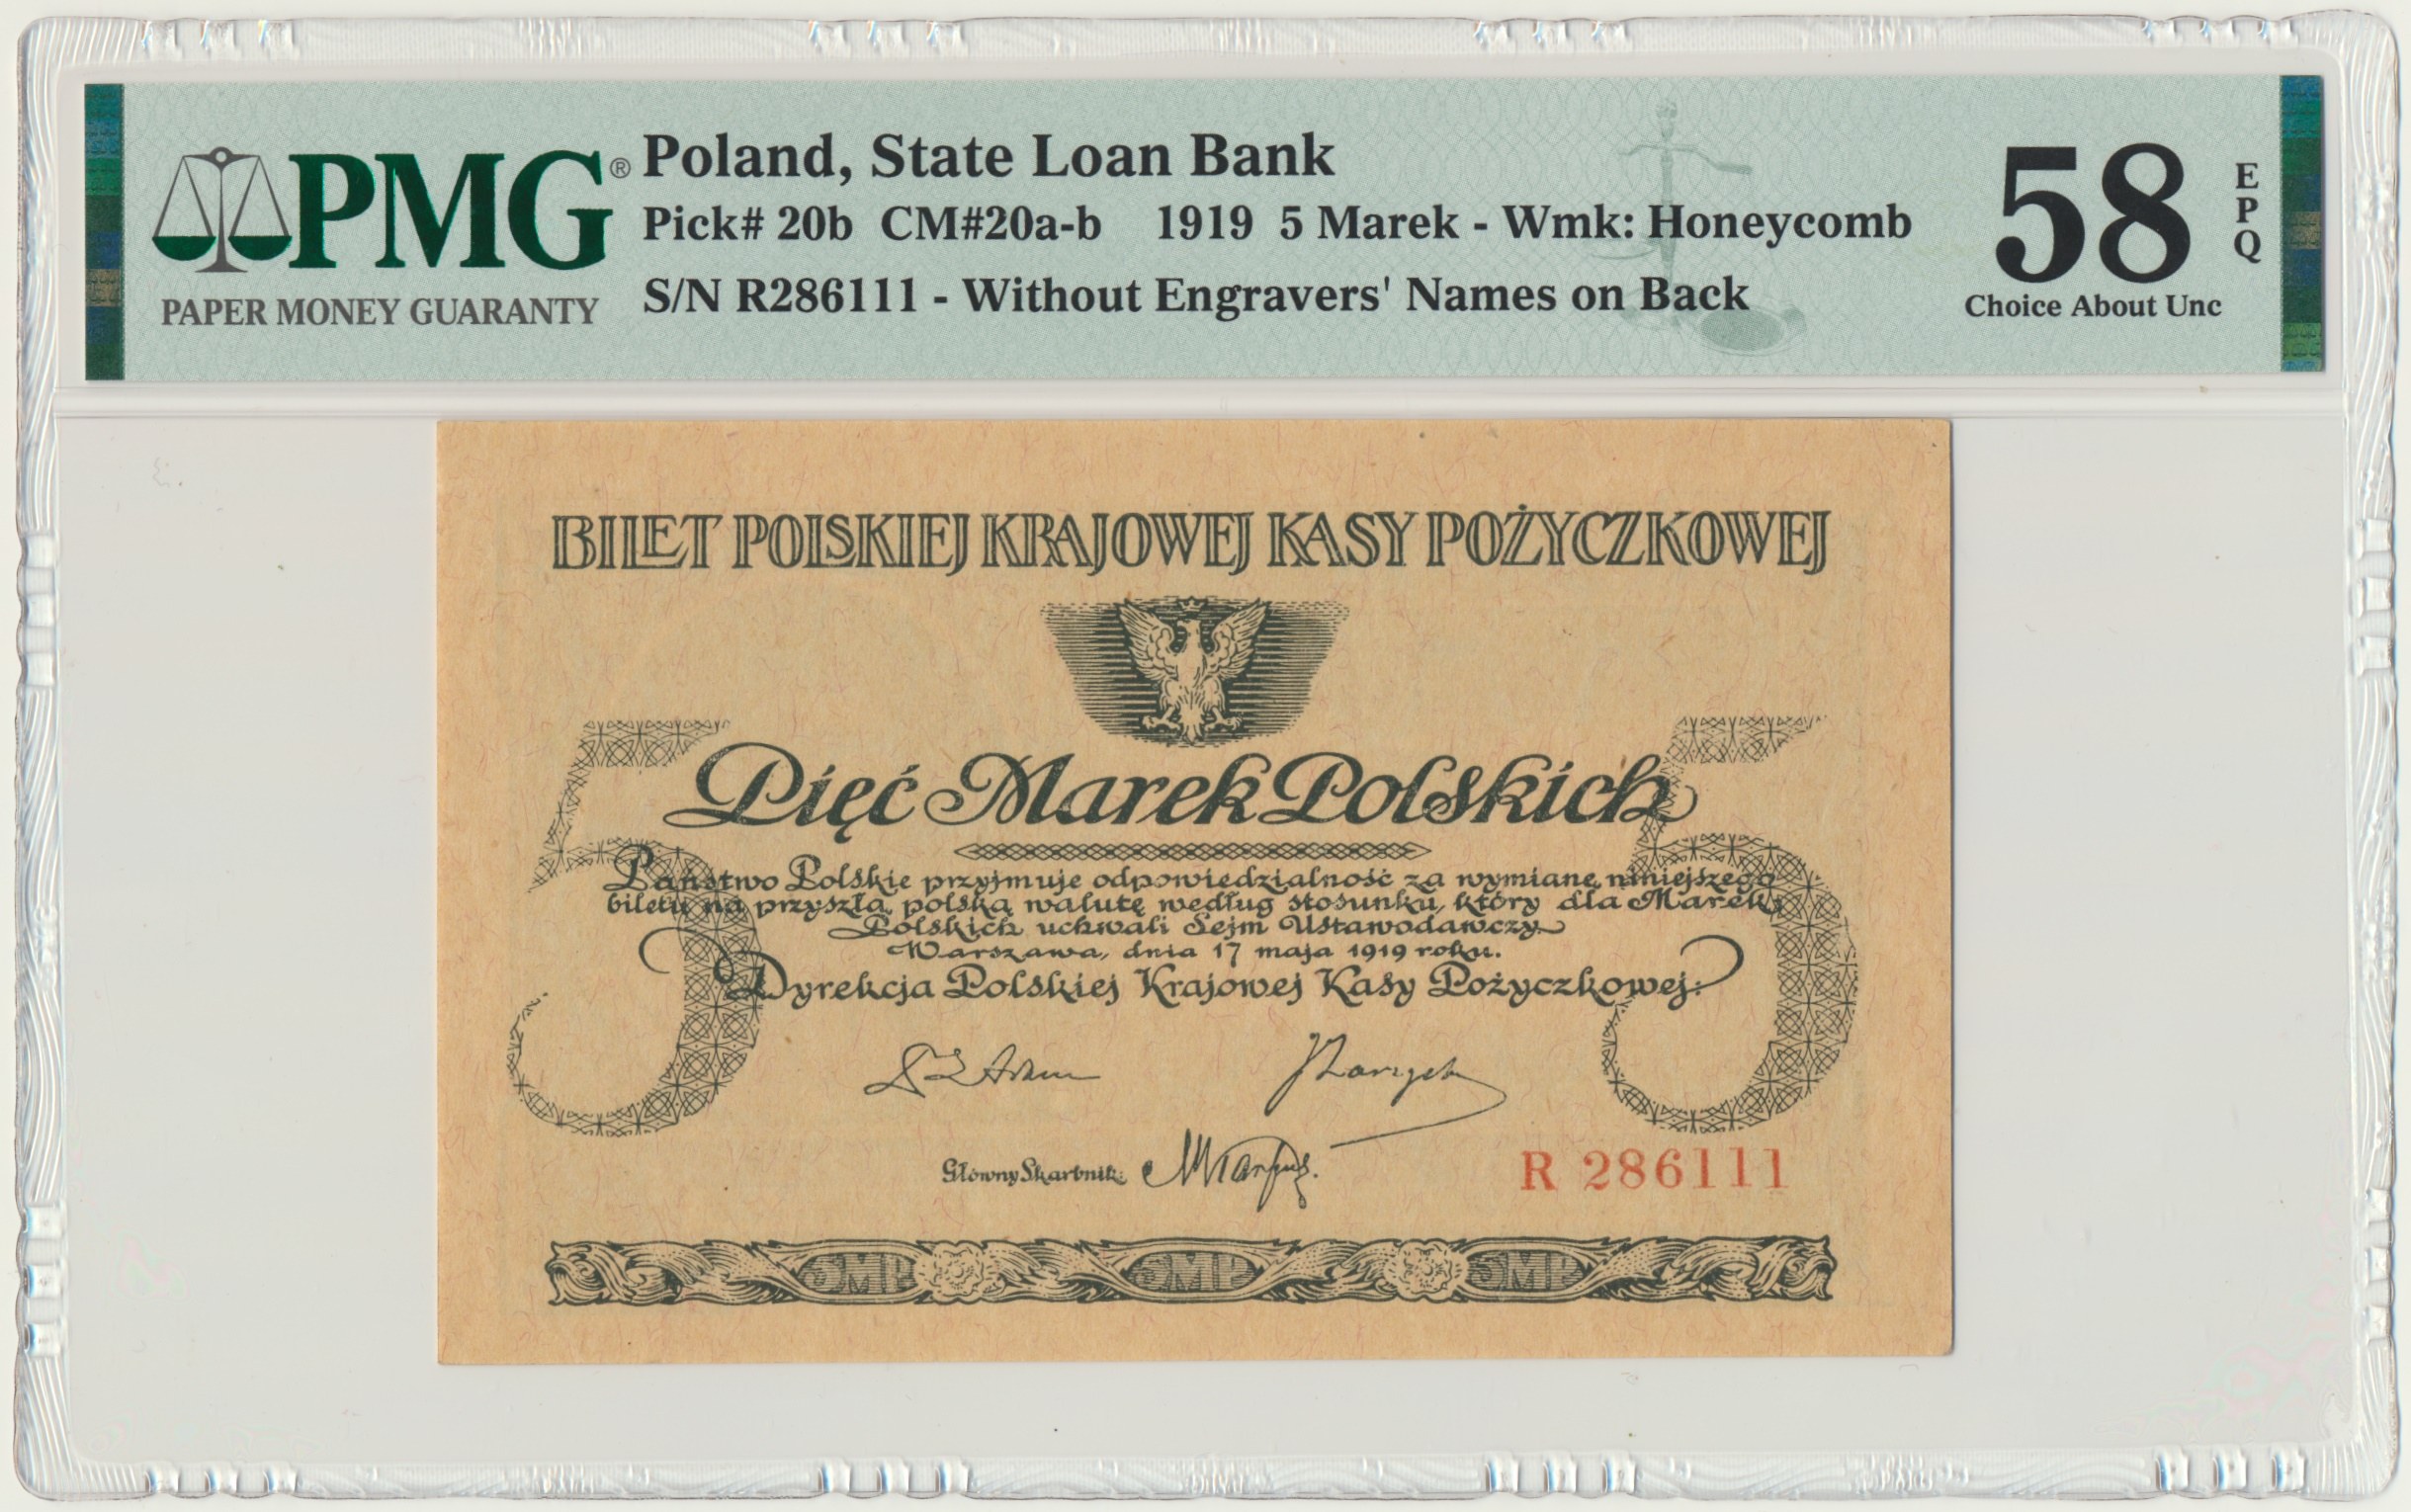 PMG®
PAPER MONEY GUARANTY
Poland, State Loan Bank
Pick# 20b CM#20a-b 1919 5 Marek - Wmk: Honeycomb
S/N R286111 - Without Engravers' Names on Back
58
EPQ
Choice About Unc
BILET POLSKIEJ KRAJOWEJ KASY POŻYCZKOWEJ
5 5
Pięć Marek Polskich
Państwo Polskie przyjmuje odpowiedzialność za wymianę niniejszego
biletu na przyszłą polską walutę według stosunku, który dla Marek
Polskich uchwali Sejm Ustawodawczy
Warszawa, dnia 17 maja 1919 roku.
Dyrekcja Polskiej Krajowej Kasy Pożyczkowej:
Główny Skarbnik:
R 286111
5MP 5MP 5MP